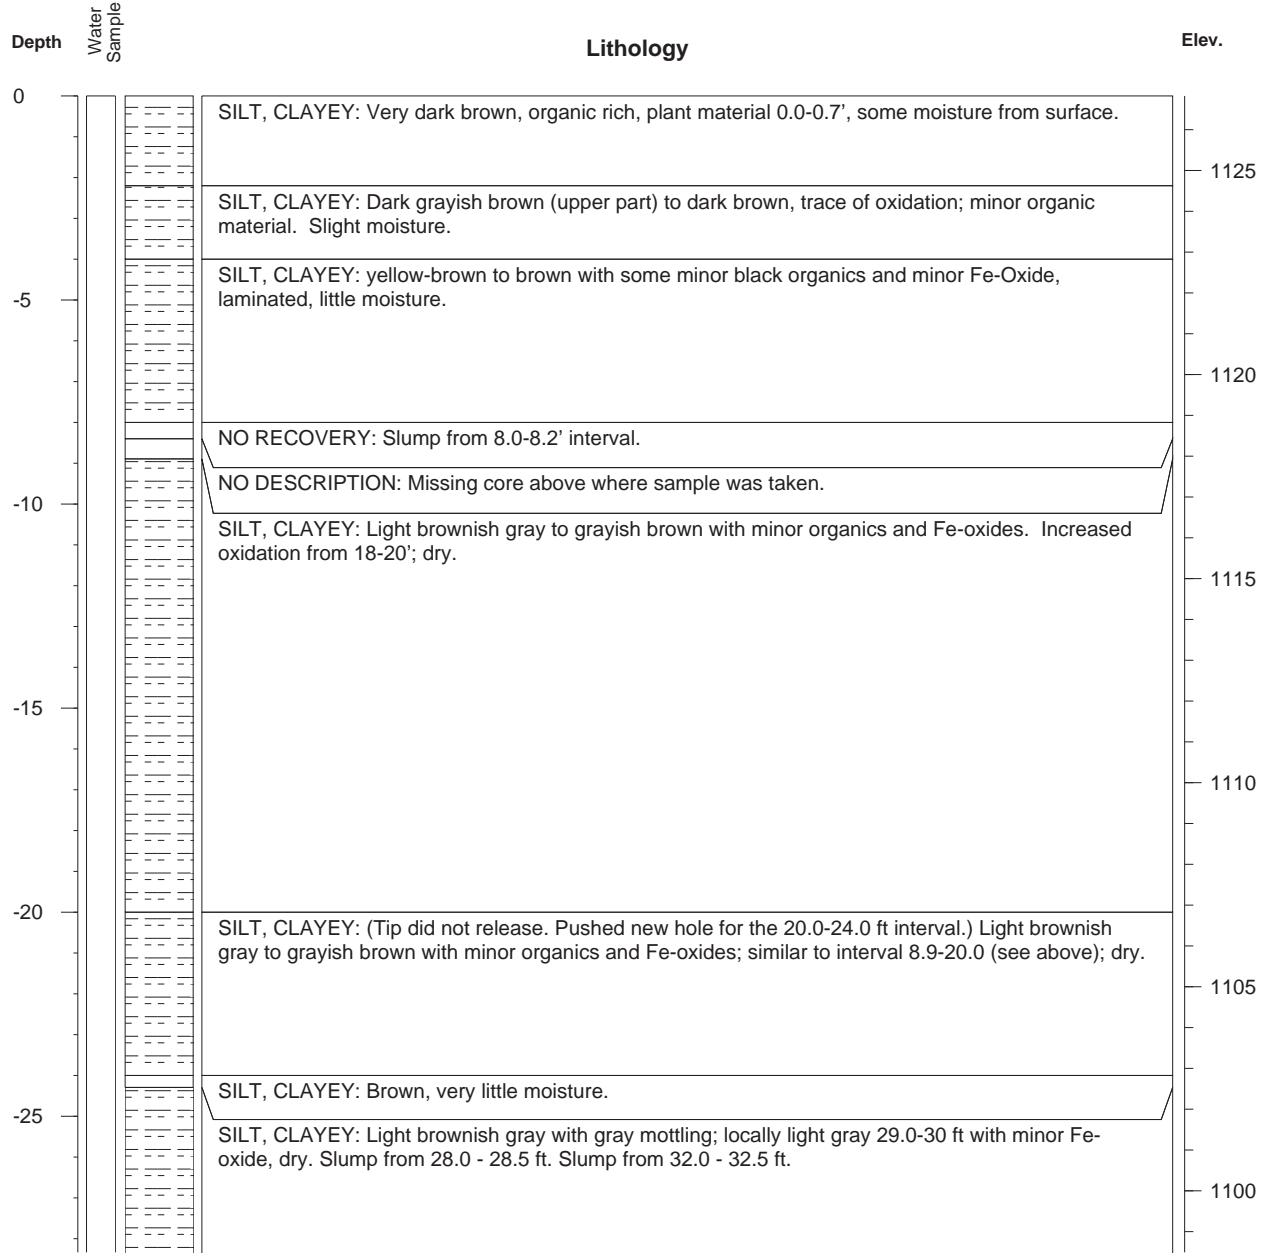 Depth
Water
Sample
Lithology
Elev.
0
SILT, CLAYEY: Very dark brown, organic rich, plant material 0.0-0.7’, some moisture from surface.
1125
SILT, CLAYEY: Dark grayish brown (upper part) to dark brown, trace of oxidation; minor organic
material.  Slight moisture.
SILT, CLAYEY: yellow-brown to brown with some minor black organics and minor Fe-Oxide,
laminated, little moisture.
-5
1120
NO RECOVERY: Slump from 8.0-8.2’ interval.
NO DESCRIPTION: Missing core above where sample was taken.
-10
SILT, CLAYEY: Light brownish gray to grayish brown with minor organics and Fe-oxides.  Increased
oxidation from 18-20’; dry.
1115
-15
1110
-20
SILT, CLAYEY: (Tip did not release. Pushed new hole for the 20.0-24.0 ft interval.) Light brownish
gray to grayish brown with minor organics and Fe-oxides; similar to interval 8.9-20.0 (see above); dry.
1105
SILT, CLAYEY: Brown, very little moisture.
-25
SILT, CLAYEY: Light brownish gray with gray mottling; locally light gray 29.0-30 ft with minor Fe-
oxide, dry. Slump from 28.0 - 28.5 ft. Slump from 32.0 - 32.5 ft.
1100